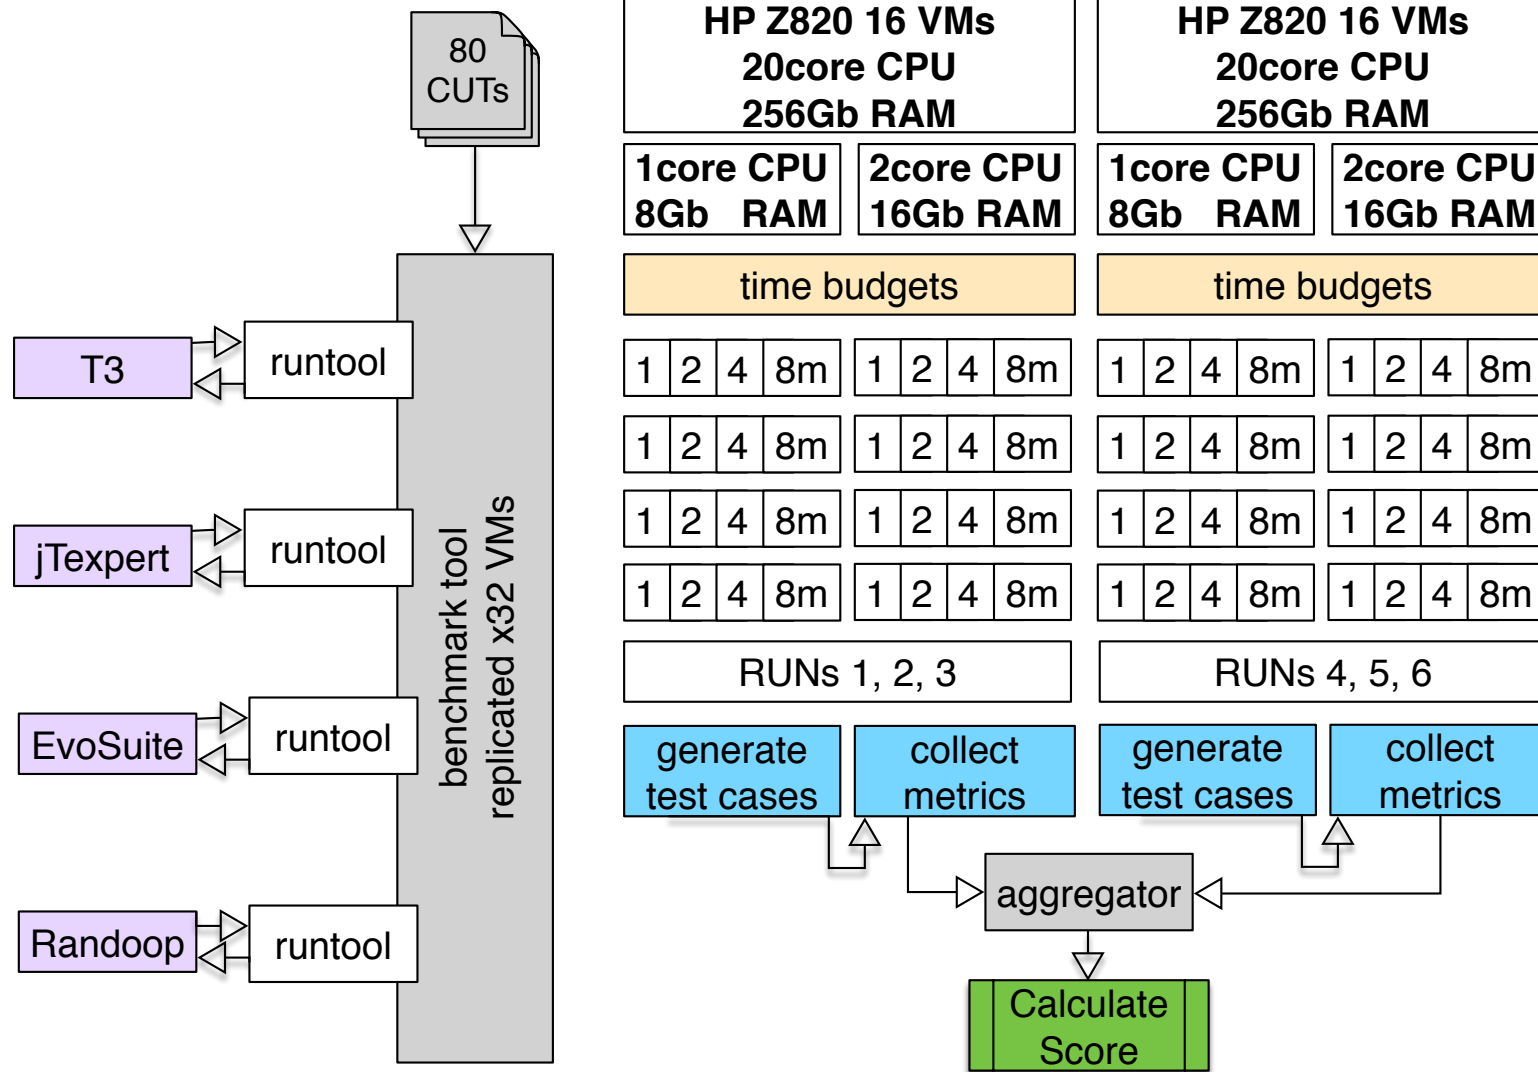 80
CUTs
T3
runtool
jTexpert
runtool
EvoSuite
runtool
Randoop
runtool
benchmark tool
replicated x32 VMs
HP Z820 16 VMs
20core CPU
256Gb RAM
1core CPU
8Gb RAM
2core CPU
16Gb RAM
time budgets
1 2 4 8m 1 2 4 8m
1 2 4 8m 1 2 4 8m
1 2 4 8m 1 2 4 8m
1 2 4 8m 1 2 4 8m
RUNs 1, 2, 3
generate
test cases
collect
metrics
HP Z820 16 VMs
20core CPU
256Gb RAM
1core CPU
8Gb RAM
2core CPU
16Gb RAM
time budgets
1 2 4 8m 1 2 4 8m
1 2 4 8m 1 2 4 8m
1 2 4 8m 1 2 4 8m
1 2 4 8m 1 2 4 8m
RUNs 4, 5, 6
generate
test cases
collect
metrics
aggregator
Calculate
Score